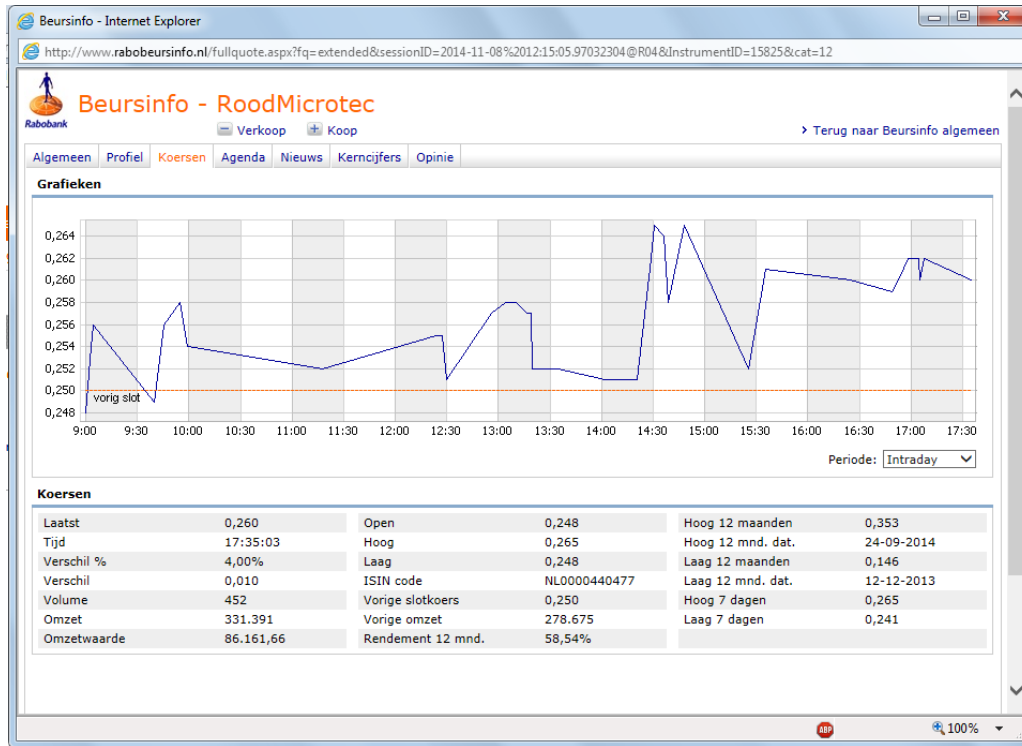 Beursinfo - Internet Explorer
http://www.rabobeursinfo.nl/fullquote.aspx?fq=extended&sessionID=2014-11-08%2012:15:05.97032304@R04&InstrumentID=15825&cat=12
Rabobank
Beursinfo - RoodMicrotec
Verkoop Koop
Terug naar Beursinfo algemeen
Algemeen Profiel Koersen Agenda Nieuws Kerncijfers Opinie
Grafieken
0,264
0,262
0,260
0,258
0,256
0,254
0,252
0,250
vorig slot
0,248
9:00 9:30 10:00 10:30 11:00 11:30 12:00 12:30 13:00 13:30 14:00 14:30 15:00 15:30 16:00 16:30 17:00 17:30
Periode: Intraday
Koersen
Laatst 0,260 Open 0,248 Hoog 12 maanden 0,353
Tijd 17:35:03 Hoog 0,265 Hoog 12 mnd. dat. 24-09-2014
Verschil % 4,00% Laag 0,248 Laag 12 maanden 0,146
Verschil 0,010 ISIN code NL0000440477 Laag 12 mnd. dat. 12-12-2013
Volume 452 Vorige slotkoers 0,250 Hoog 7 dagen 0,265
Omzet 331.391 Vorige omzet 278.675 Laag 7 dagen 0,241
Omzetwaarde 86.161,66 Rendement 12 mnd. 58,54%
ABP
100%